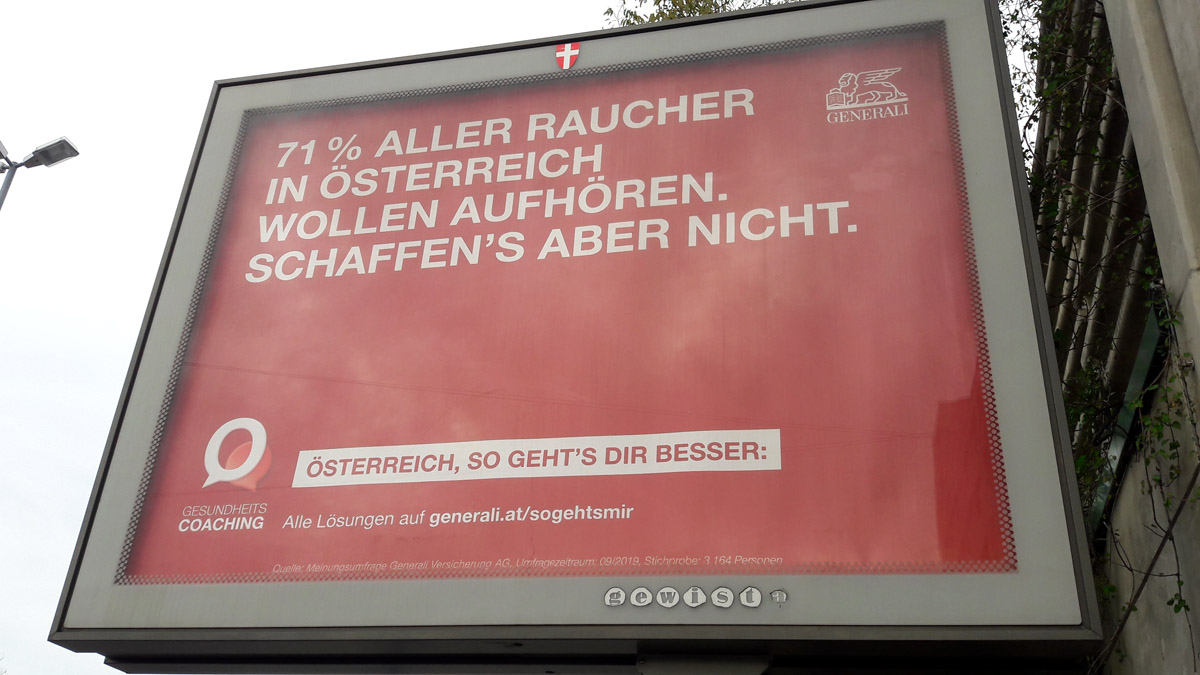 GENERALI
71 % ALLER RAUCHER
IN ÖSTERREICH
WOLLEN AUFHÖREN.
SCHAFFEN'S ABER NICHT.
ÖSTERREICH, SO GEHT'S DIR BESSER:
GESUNDHEITS
COACHING
Alle Lösungen auf generali.at/sogehtsmir
Quelle: Meinungsumfrage Generali Versicherung AG, Umfragezeitraum: 09/2019, Stichprobe: 3 164 Personen
gewista